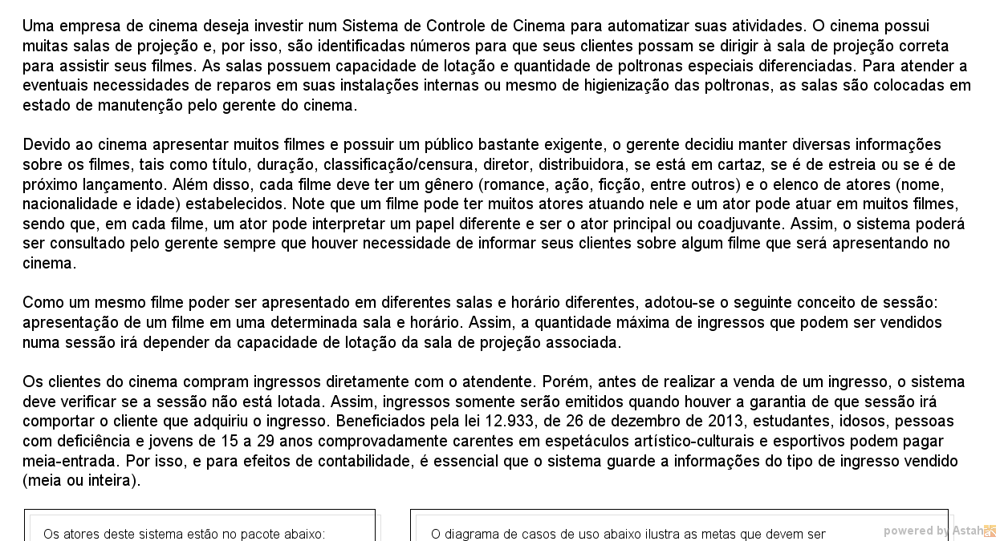 Uma empresa de cinema deseja investir num Sistema de Controle de Cinema para automatizar suas atividades. O cinema possui
muitas salas de projeção e, por isso, são identificadas números para que seus clientes possam se dirigir à sala de projeção correta
para assistir seus filmes. As salas possuem capacidade de lotação e quantidade de poltronas especiais diferenciadas. Para atender a
eventuais necessidades de reparos em suas instalações internas ou mesmo de higienização das poltronas, as salas são colocadas em
estado de manutenção pelo gerente do cinema.
Devido ao cinema apresentar muitos filmes e possuir um público bastante exigente, o gerente decidiu manter diversas informações
sobre os filmes, tais como título, duração, classificação/censura, diretor, distribuidora, se está em cartaz, se é de estreia ou se é de
próximo lançamento. Além disso, cada filme deve ter um gênero (romance, ação, ficção, entre outros) e o elenco de atores (nome,
nacionalidade e idade) estabelecidos. Note que um filme pode ter muitos atores atuando nele e um ator pode atuar em muitos filmes,
sendo que, em cada filme, um ator pode interpretar um papel diferente e ser o ator principal ou coadjuvante. Assim, o sistema poderá
ser consultado pelo gerente sempre que houver necessidade de informar seus clientes sobre algum filme que será apresentando no
cinema.
Como um mesmo filme poder ser apresentado em diferentes salas e horário diferentes, adotou-se o seguinte conceito de sessão:
apresentação de um filme em uma determinada sala e horário. Assim, a quantidade máxima de ingressos que podem ser vendidos
numa sessão irá depender da capacidade de lotação da sala de projeção associada.
Os clientes do cinema compram ingressos diretamente com o atendente. Porém, antes de realizar a venda de um ingresso, o sistema
deve verificar se a sessão não está lotada. Assim, ingressos somente serão emitidos quando houver a garantia de que sessão irá
comportar o cliente que adquiriu o ingresso. Beneficiados pela lei 12.933, de 26 de dezembro de 2013, estudantes, idosos, pessoas
com deficiência e jovens de 15 a 29 anos comprovadamente carentes em espetáculos artístico-culturais e esportivos podem pagar
meia-entrada. Por isso, e para efeitos de contabilidade, é essencial que o sistema guarde a informações do tipo de ingresso vendido
(meia ou inteira).
Os atores deste sistema estão no pacote abaixo:
O diagrama de casos de uso abaixo ilustra as metas que devem ser
powered by Astah